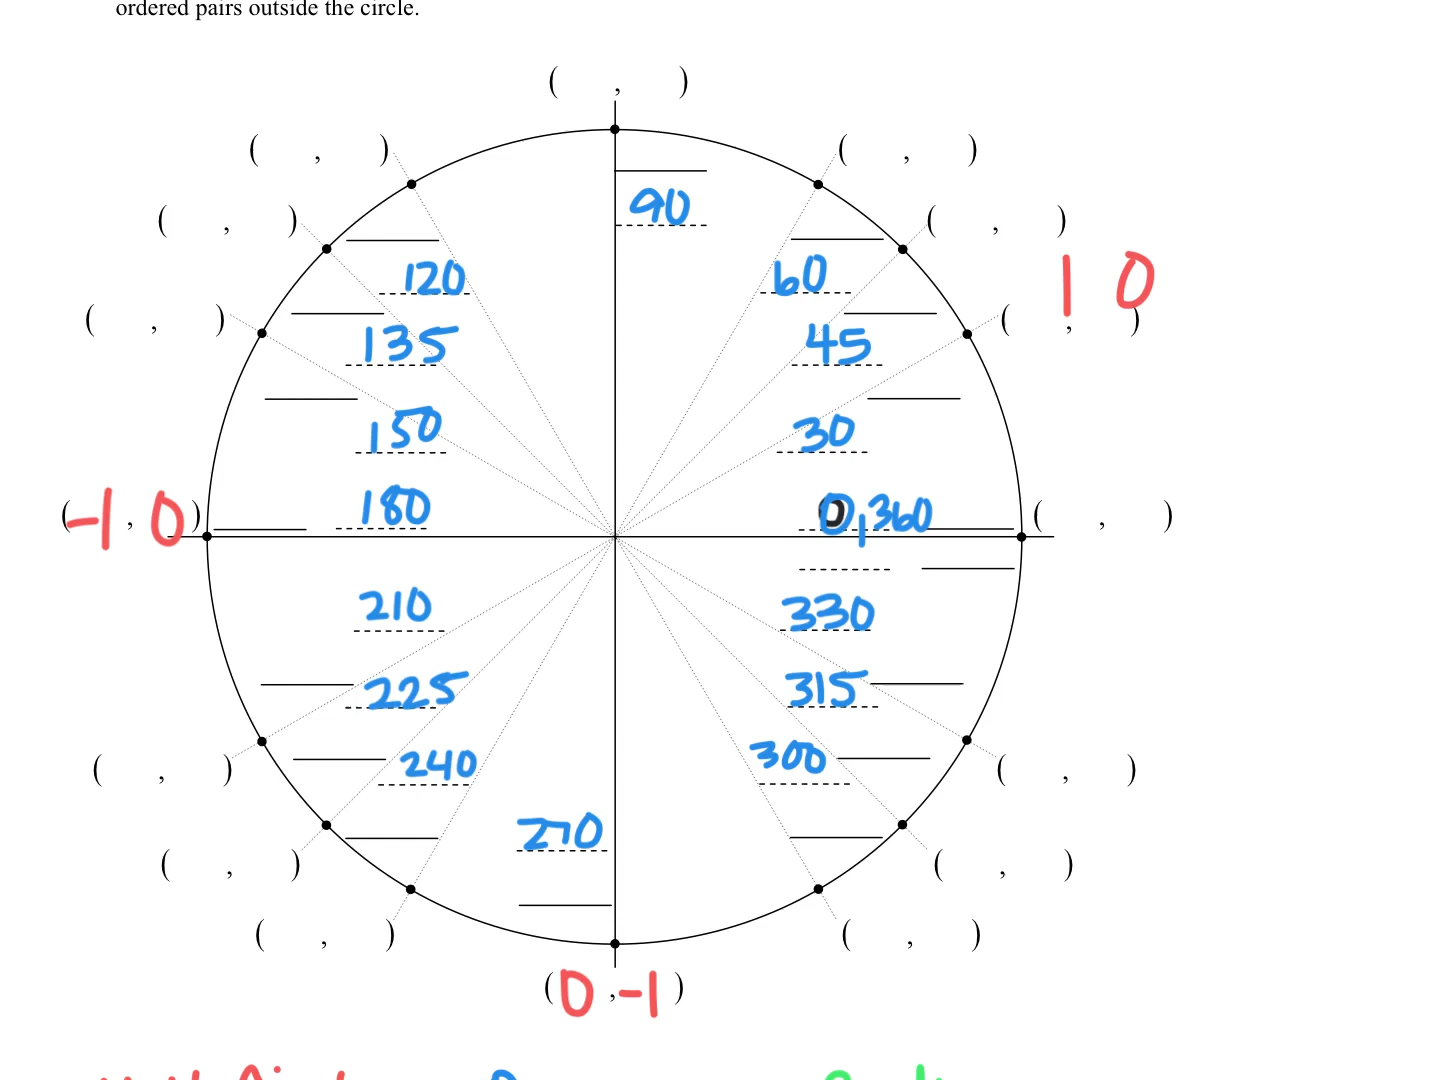 ordered pairs outside the circle.
( , )
( , ) ( , )
90
( , ) ( , )
120 60
1 0
( , ) ( , )
135 45
150 30
180 0,360
(-1, 0) ( , )
210 330
225 315
240 300
( , ) ( , )
270
( , ) ( , )
( , ) ( , )
(0,-1)